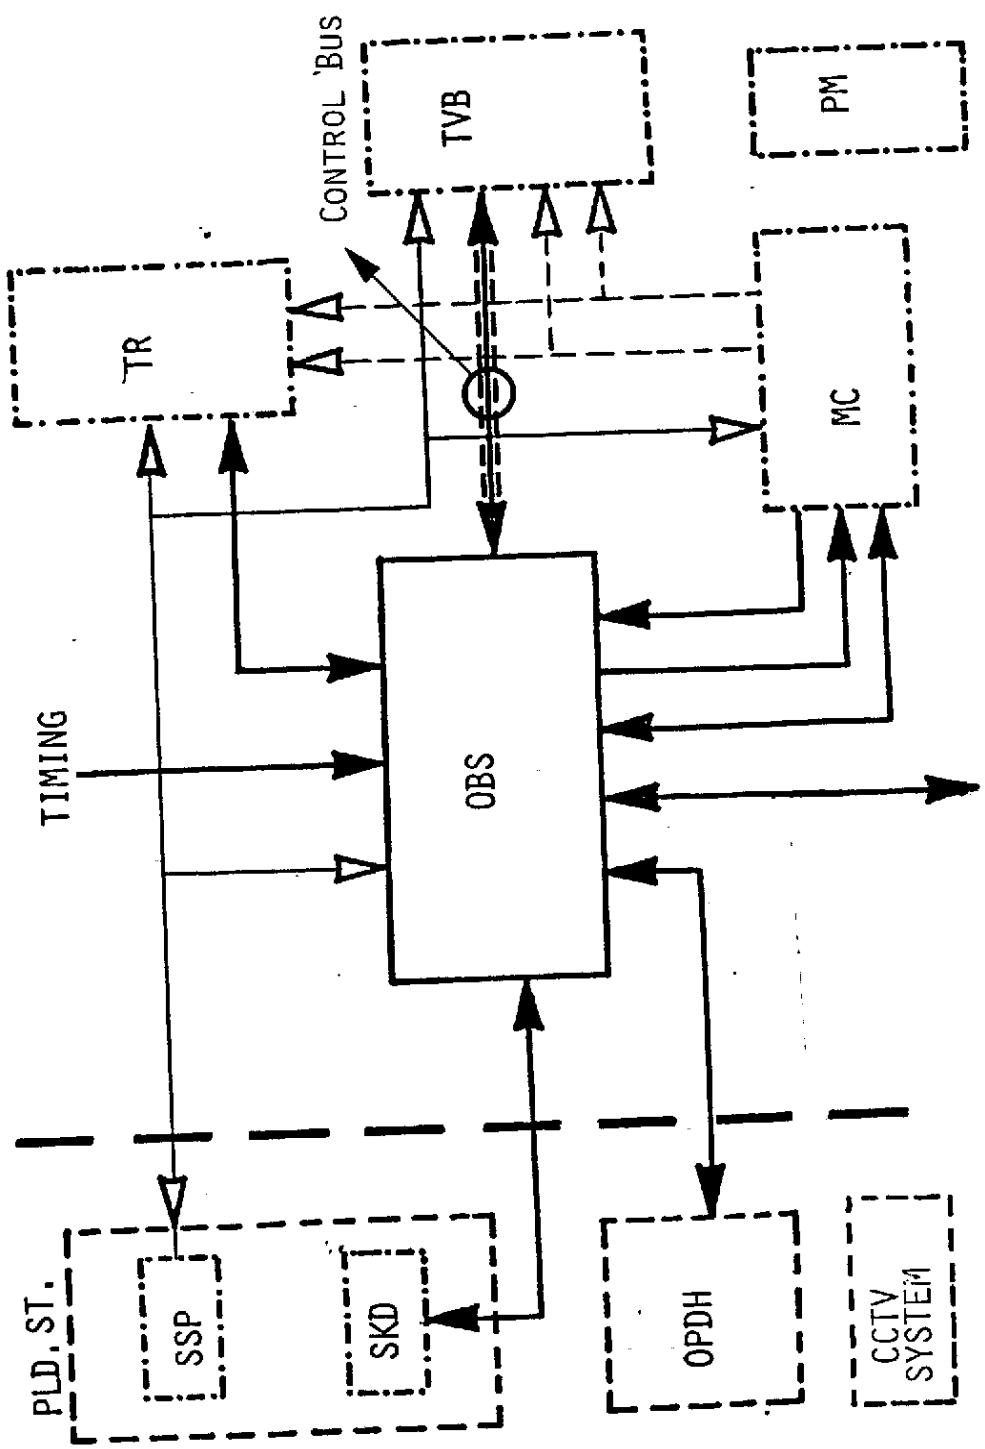 PLD, ST.
SSP
SKD
OPDH
CCTV
SYSTEM
TIMING
OBS
TR
CONTROL BUS
TVB
MC
PM